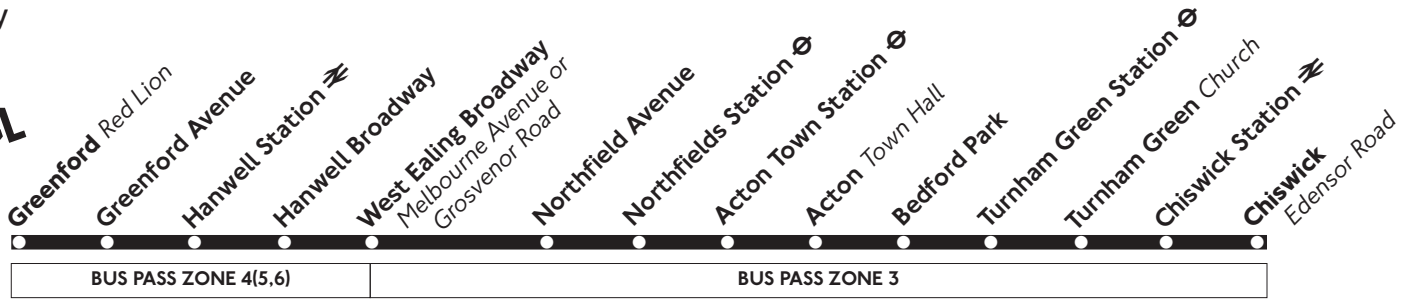 Greenford Red Lion
Greenford Avenue
Hanwell Station
Hanwell Broadway
West Ealing Broadway
Melbourne Avenue or
Grosvenor Road
Northfield Avenue
Northfields Station
Acton Town Station
Acton Town Hall
Bedford Park
Turnham Green Station
Turnham Green Church
Chiswick Station
Chiswick
Edensor Road
BUS PASS ZONE 4(5,6)
BUS PASS ZONE 3